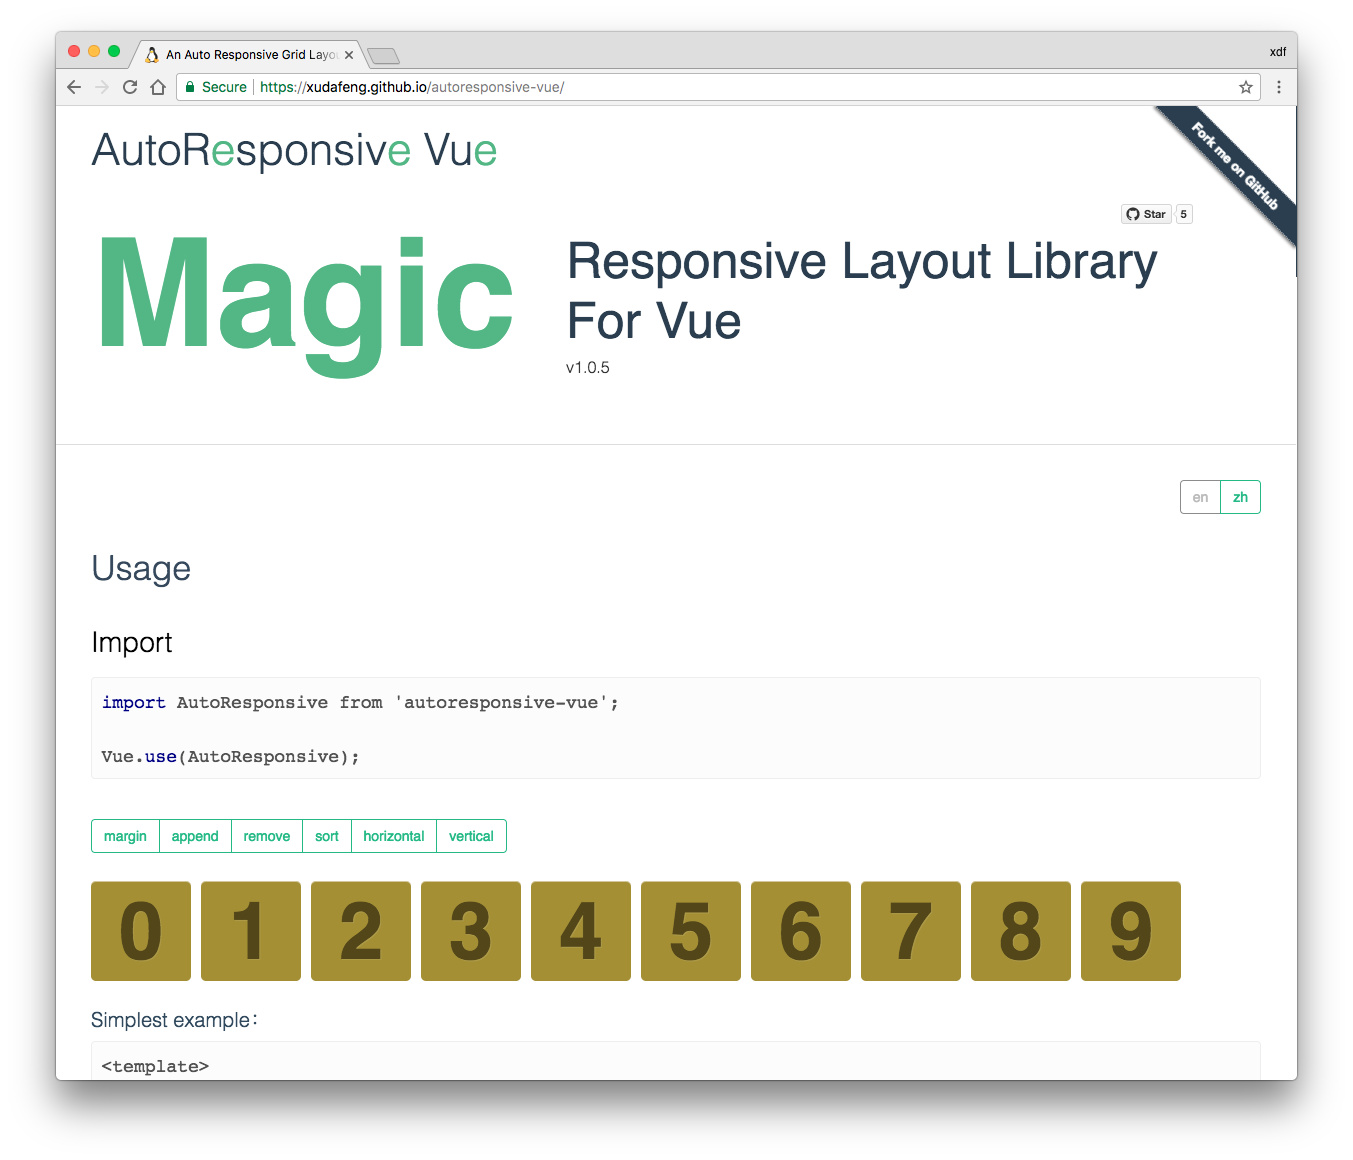 An Auto Responsive Grid Layou
xdf
Secure
https://xudafeng.github.io/autoresponsive-vue/
Fork me on GitHub
AutoResponsive Vue
Star 5
Magic
Responsive Layout Library
For Vue
v1.0.5
en zh
Usage
Import
import AutoResponsive from 'autoresponsive-vue';
Vue.use(AutoResponsive);
margin append remove sort horizontal vertical
0 1 2 3 4 5 6 7 8 9
Simplest example：
<template>